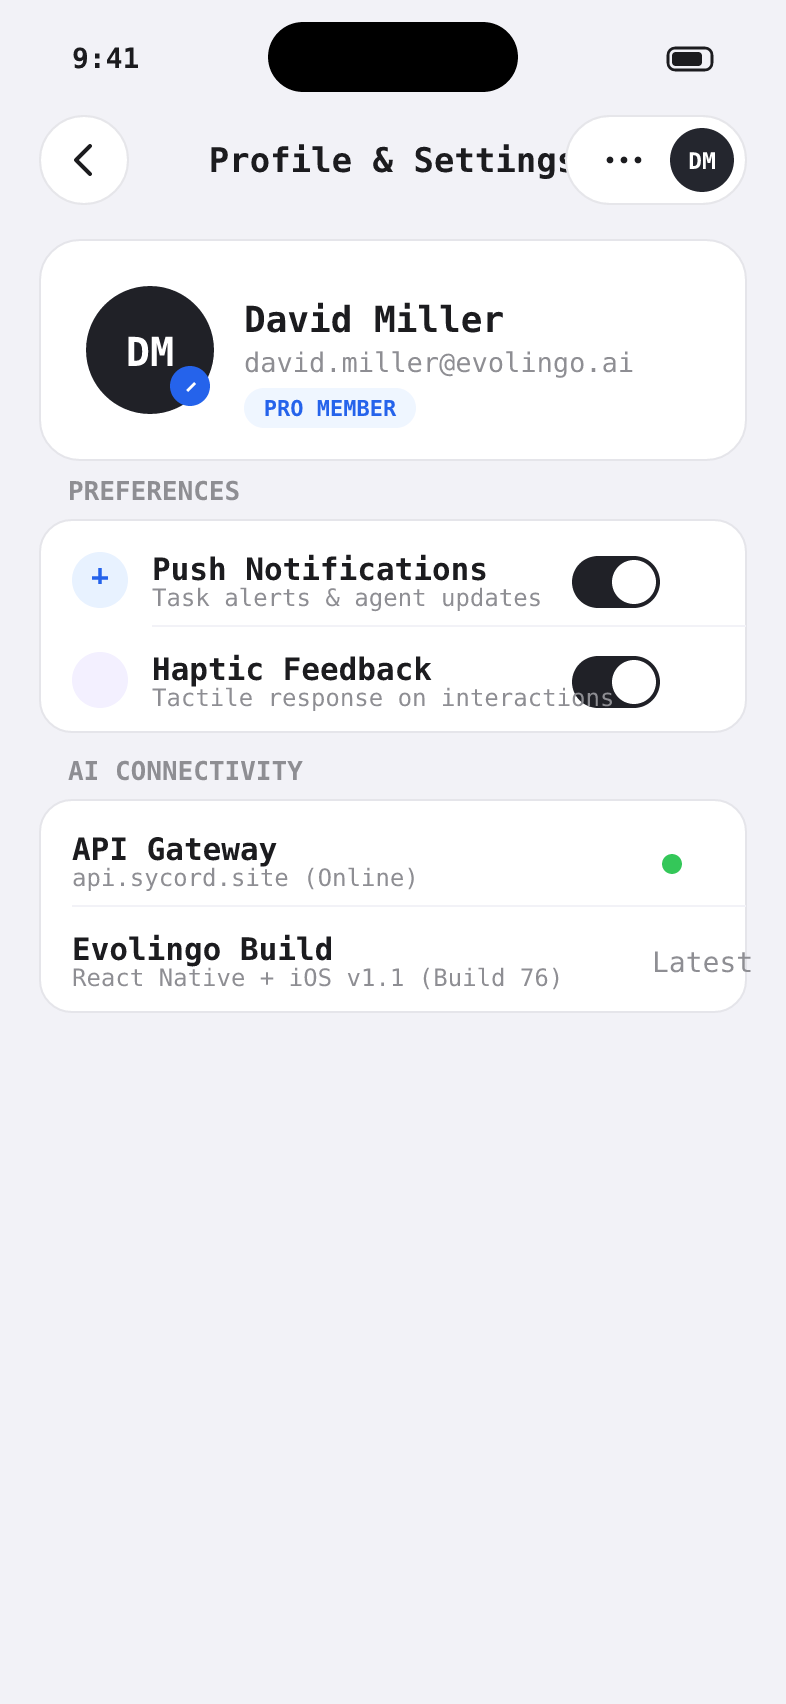 9:41
Profile & Settings
DM
DM
David Miller
david.miller@evolingo.ai
PRO MEMBER
PREFERENCES
Push Notifications
Task alerts & agent updates
Haptic Feedback
Tactile response on interactions
AI CONNECTIVITY
API Gateway
api.sycord.site (Online)
Evolingo Build
React Native + iOS v1.1 (Build 76)
Latest